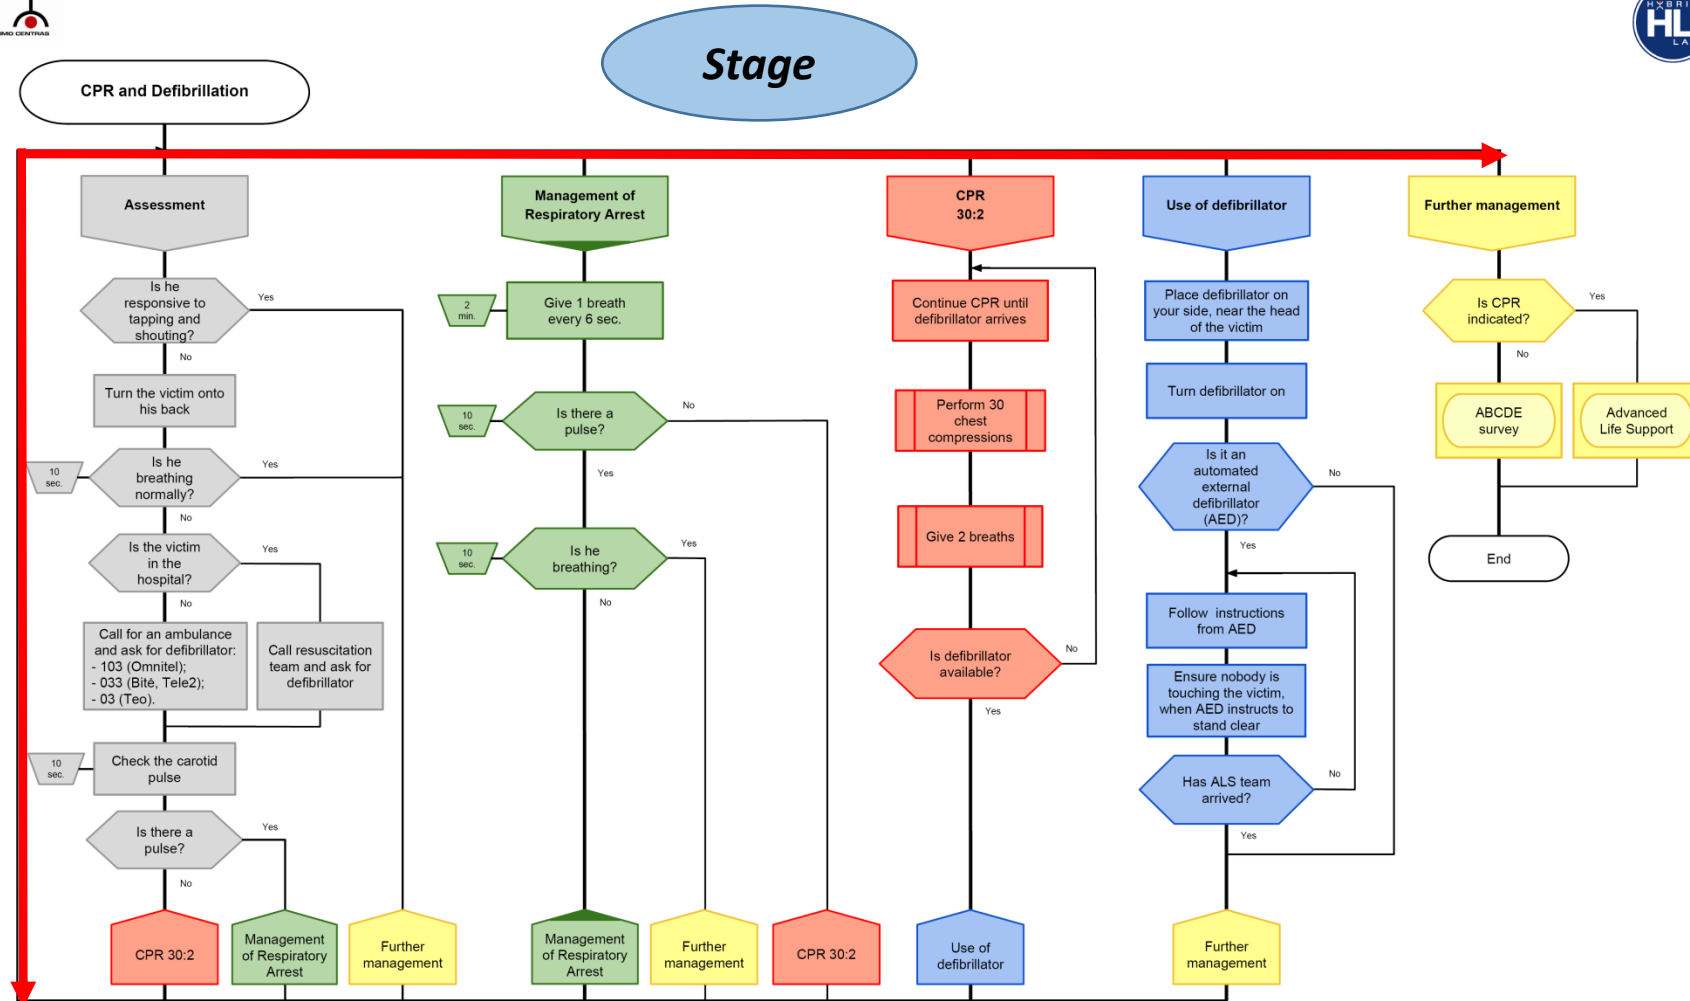 MO CENTRAS
Stage
HYBRI
HL
LA
CPR and Defibrillation
Assessment
Is he
responsive to
tapping and
shouting?
Yes
No
Turn the victim onto
his back
10
sec.
Is he
breathing
normally?
Yes
No
Is the victim
in the
hospital?
Yes
No
Call for an ambulance
and ask for defibrillator:
- 103 (Omnitel);
- 033 (Bitė, Tele2);
- 03 (Teo).
Call resuscitation
team and ask for
defibrillator
10
sec.
Check the carotid
pulse
Is there a
pulse?
Yes
No
CPR 30:2
Management
of Respiratory
Arrest
Further
management
Management of
Respiratory Arrest
2
min.
Give 1 breath
every 6 sec.
10
sec.
Is there a
pulse?
No
Yes
10
sec.
Is he
breathing?
Yes
No
Management
of Respiratory
Arrest
Further
management
CPR 30:2
CPR
30:2
Continue CPR until
defibrillator arrives
Perform 30
chest
compressions
Give 2 breaths
Is defibrillator
available?
No
Yes
Use of
defibrillator
Use of defibrillator
Place defibrillator on
your side, near the head
of the victim
Turn defibrillator on
Is it an
automated
external
defibrillator
(AED)?
No
Yes
Follow instructions
from AED
Ensure nobody is
touching the victim,
when AED instructs to
stand clear
Has ALS team
arrived?
No
Yes
Further
management
Further management
Is CPR
indicated?
Yes
No
ABCDE
survey
Advanced
Life Support
End